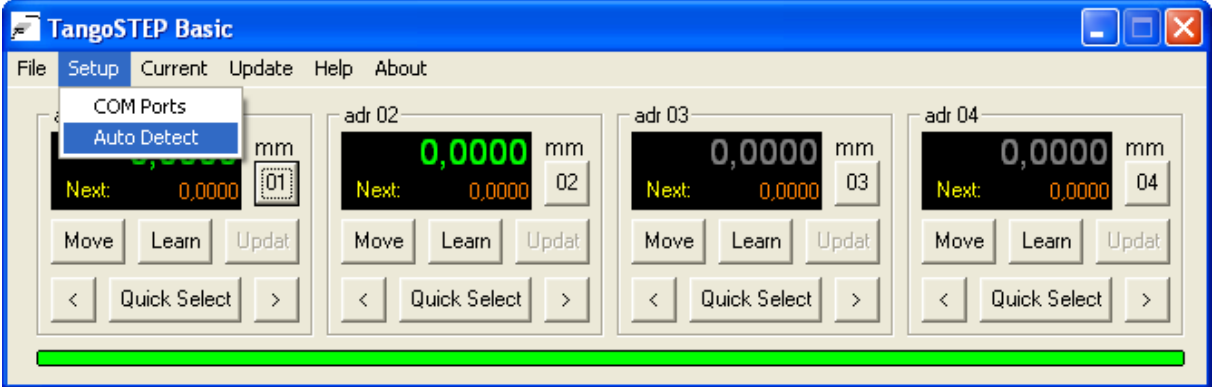 TangoSTEP Basic
File Setup Current Update Help About
COM Ports
Auto Detect
adr 02
adr 03
adr 04
mm
0,0000 mm
0,0000 mm
0,0000 mm
Next: 0,0000 01
Next: 0,0000 02
Next: 0,0000 03
Next: 0,0000 04
Move Learn Updat
Move Learn Updat
Move Learn Updat
Move Learn Updat
< Quick Select >
< Quick Select >
< Quick Select >
< Quick Select >